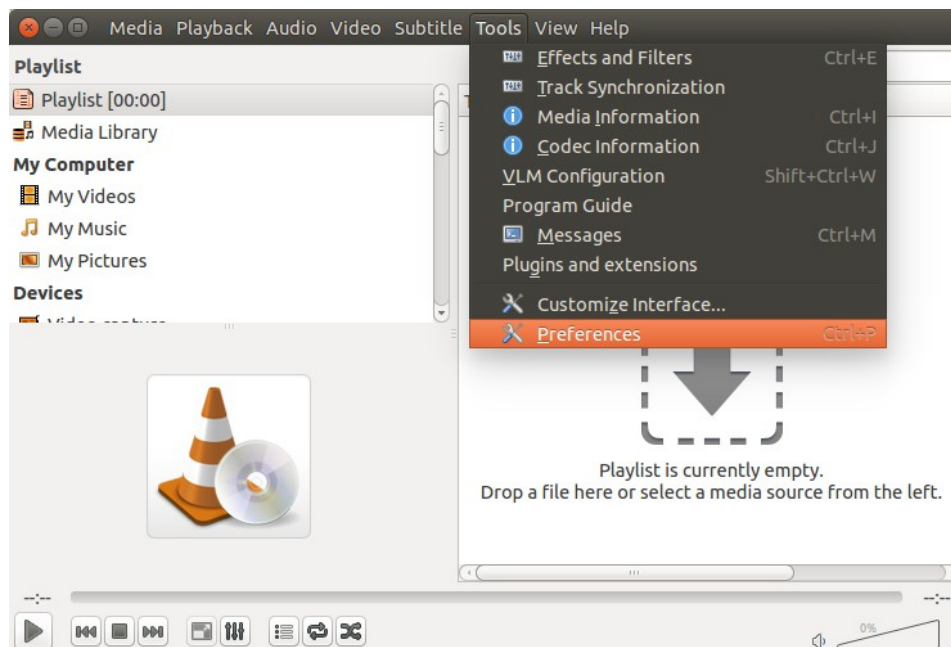 Media Playback Audio Video Subtitle Tools View Help
Playlist
Playlist [00:00]
Media Library
My Computer
My Videos
My Music
My Pictures
Devices
Video capture
Effects and Filters Ctrl+E
Track Synchronization
Media Information Ctrl+I
Codec Information Ctrl+J
VLM Configuration Shift+Ctrl+W
Program Guide
Messages Ctrl+M
Plugins and extensions
Customize Interface...
Preferences Ctrl+P
Playlist is currently empty.
Drop a file here or select a media source from the left.
--:-- --:--
0%